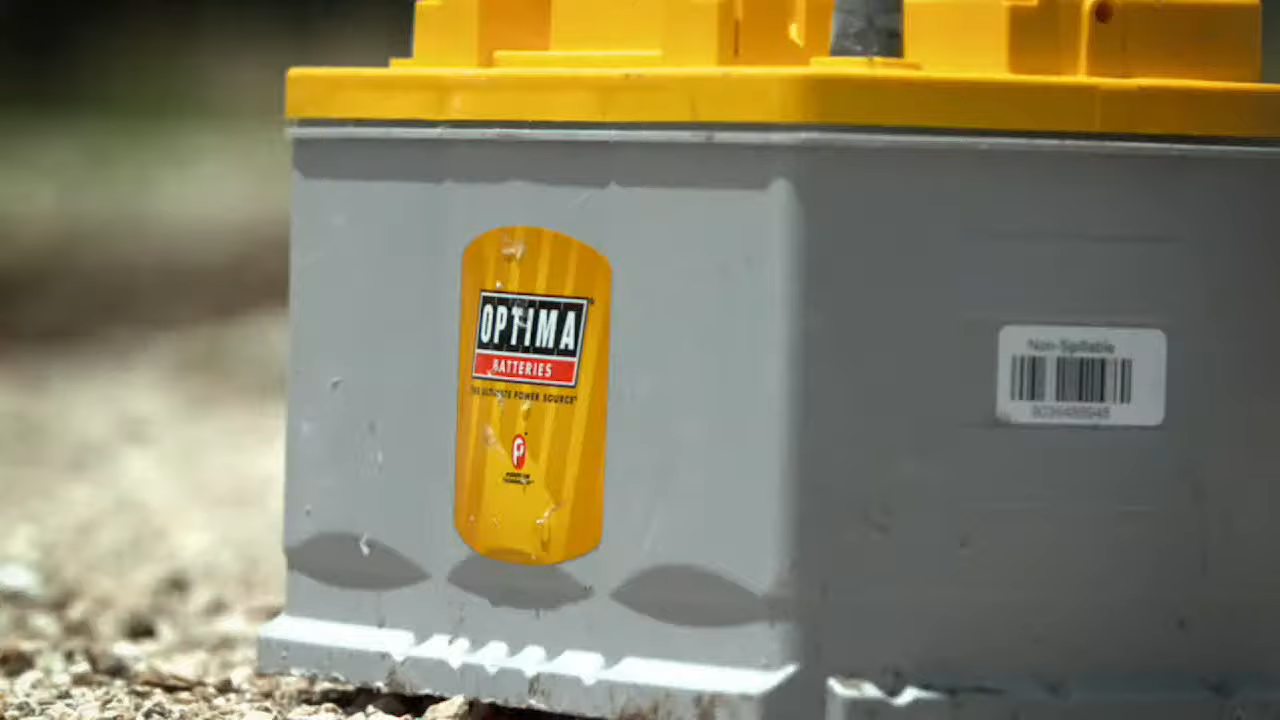 OPTIMA
BATTERIES
THE ULTIMATE POWER SOURCE
Non-Spillable